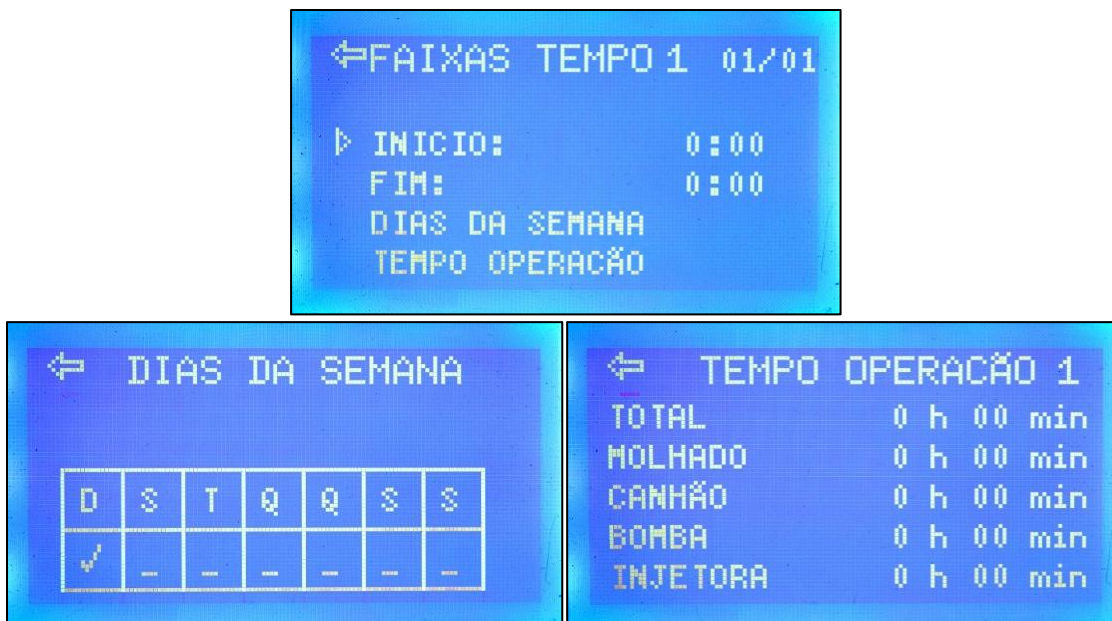 FAIXAS TEMPO 1 01/01
INICIO: 0:00
FIM: 0:00
DIAS DA SEMANA
TEMPO OPERACÃO
DIAS DA SEMANA
D S T Q Q S S
✓ _ _ _ _ _ _
TEMPO OPERACÃO 1
TOTAL 0 h 00 min
MOLHADO 0 h 00 min
CANHÃO 0 h 00 min
BOMBA 0 h 00 min
INJETORA 0 h 00 min